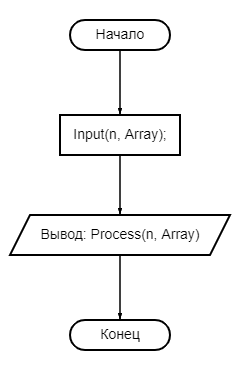 Начало
Input(n, Array);
Вывод: Process(n, Array)
Конец